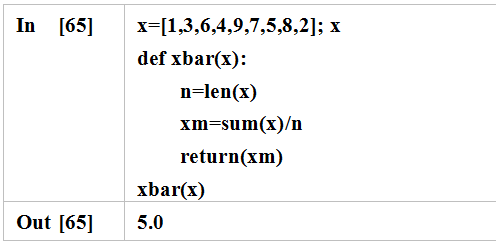 In [65] x=[1,3,6,4,9,7,5,8,2]; x
def xbar(x):
n=len(x)
xm=sum(x)/n
return(xm)
xbar(x)
Out [65] 5.0